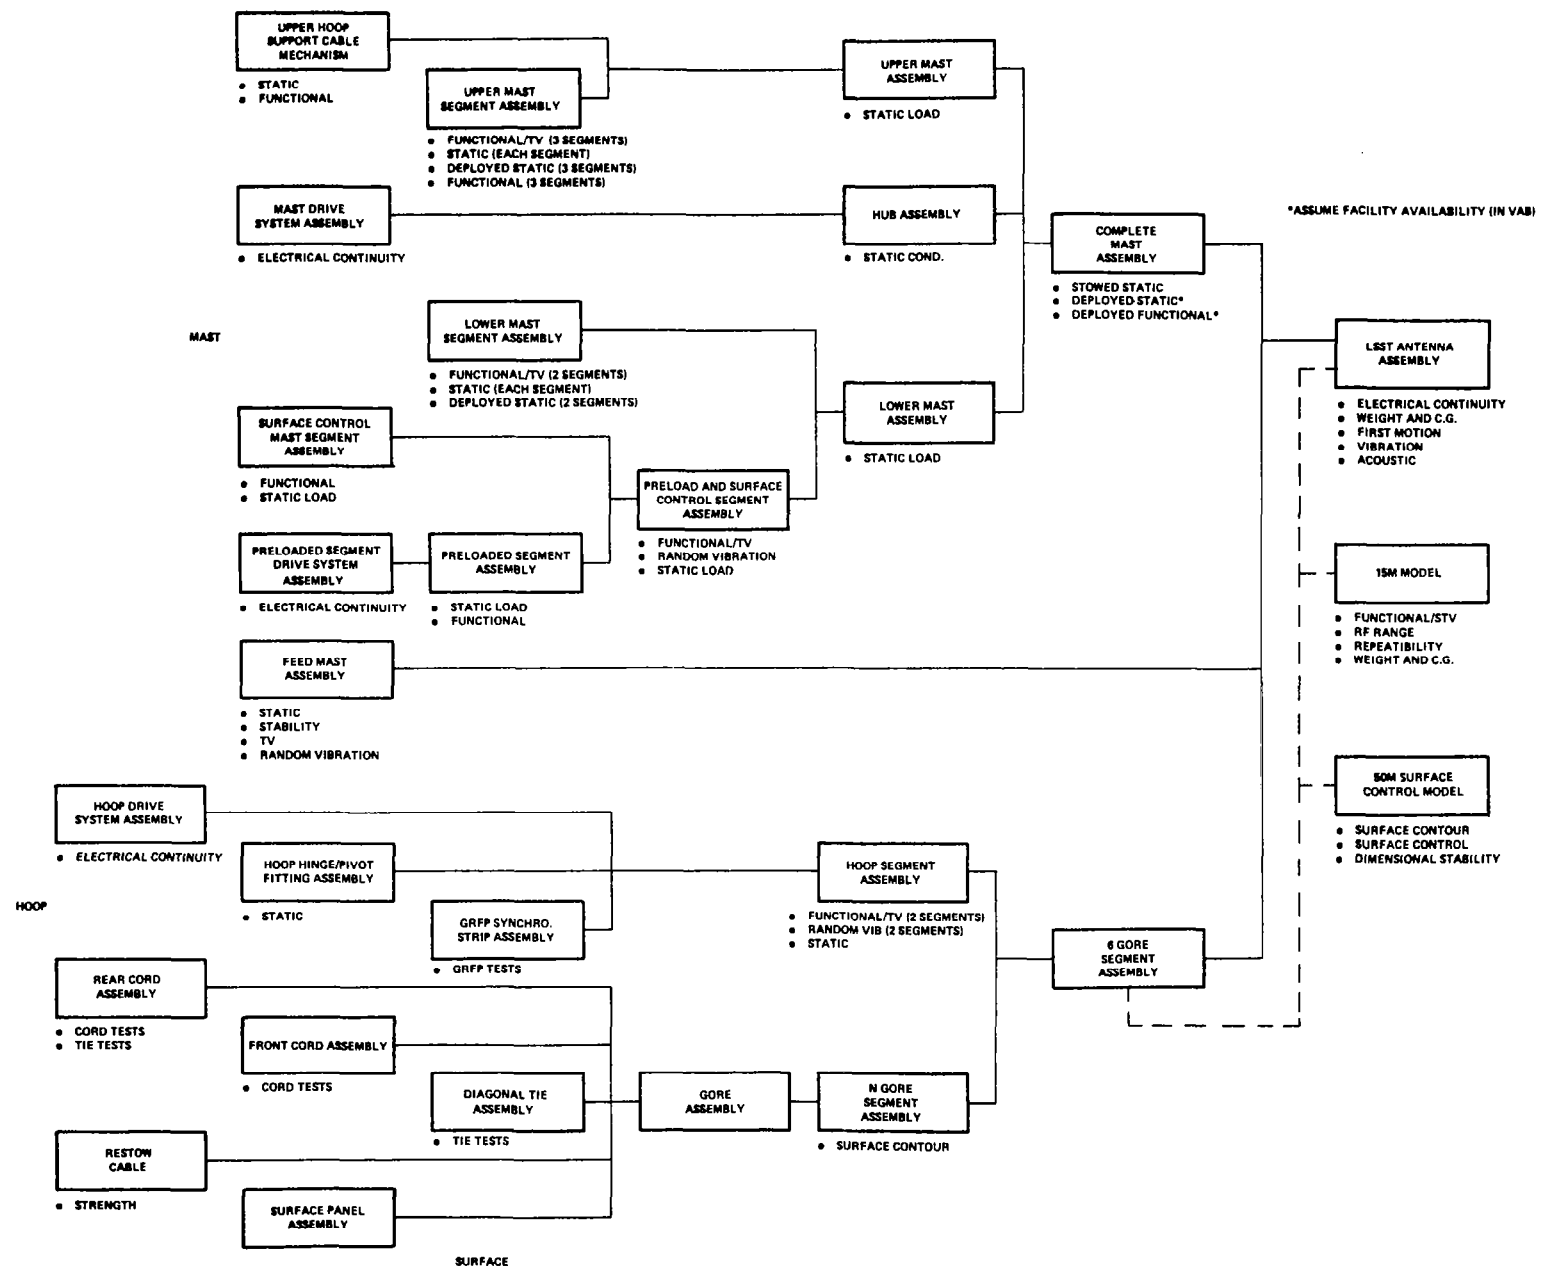 UPPER HOOP
SUPPORT CABLE
MECHANISM
• STATIC
• FUNCTIONAL
UPPER MAST
SEGMENT ASSEMBLY
• FUNCTIONAL/TV (3 SEGMENTS)
• STATIC (EACH SEGMENT)
• DEPLOYED STATIC (3 SEGMENTS)
• FUNCTIONAL (3 SEGMENTS)
UPPER MAST
ASSEMBLY
• STATIC LOAD
MAST DRIVE
SYSTEM ASSEMBLY
• ELECTRICAL CONTINUITY
HUB ASSEMBLY
• STATIC COND.
COMPLETE
MAST
ASSEMBLY
• STOWED STATIC
• DEPLOYED STATIC*
• DEPLOYED FUNCTIONAL*
*ASSUME FACILITY AVAILABILITY (IN VAB)
MAST
LOWER MAST
SEGMENT ASSEMBLY
• FUNCTIONAL/TV (2 SEGMENTS)
• STATIC (EACH SEGMENT)
• DEPLOYED STATIC (2 SEGMENTS)
LOWER MAST
ASSEMBLY
• STATIC LOAD
LSST ANTENNA
ASSEMBLY
• ELECTRICAL CONTINUITY
• WEIGHT AND C.G.
• FIRST MOTION
• VIBRATION
• ACOUSTIC
SURFACE CONTROL
MAST SEGMENT
ASSEMBLY
• FUNCTIONAL
• STATIC LOAD
PRELOAD AND SURFACE
CONTROL SEGMENT
ASSEMBLY
• FUNCTIONAL/TV
• RANDOM VIBRATION
• STATIC LOAD
PRELOADED SEGMENT
DRIVE SYSTEM
ASSEMBLY
• ELECTRICAL CONTINUITY
PRELOADED SEGMENT
ASSEMBLY
• STATIC LOAD
• FUNCTIONAL
15M MODEL
• FUNCTIONAL/STV
• RF RANGE
• REPEATIBILITY
• WEIGHT AND C.G.
FEED MAST
ASSEMBLY
• STATIC
• STABILITY
• TV
• RANDOM VIBRATION
50M SURFACE
CONTROL MODEL
• SURFACE CONTOUR
• SURFACE CONTROL
• DIMENSIONAL STABILITY
HOOP DRIVE
SYSTEM ASSEMBLY
• ELECTRICAL CONTINUITY
HOOP HINGE/PIVOT
FITTING ASSEMBLY
• STATIC
HOOP
GRFP SYNCHRO.
STRIP ASSEMBLY
• GRFP TESTS
HOOP SEGMENT
ASSEMBLY
• FUNCTIONAL/TV (2 SEGMENTS)
• RANDOM VIB (2 SEGMENTS)
• STATIC
6 GORE
SEGMENT
ASSEMBLY
REAR CORD
ASSEMBLY
• CORD TESTS
• TIE TESTS
FRONT CORD ASSEMBLY
• CORD TESTS
DIAGONAL TIE
ASSEMBLY
• TIE TESTS
GORE
ASSEMBLY
N GORE
SEGMENT
ASSEMBLY
• SURFACE CONTOUR
RESTOW
CABLE
• STRENGTH
SURFACE PANEL
ASSEMBLY
SURFACE